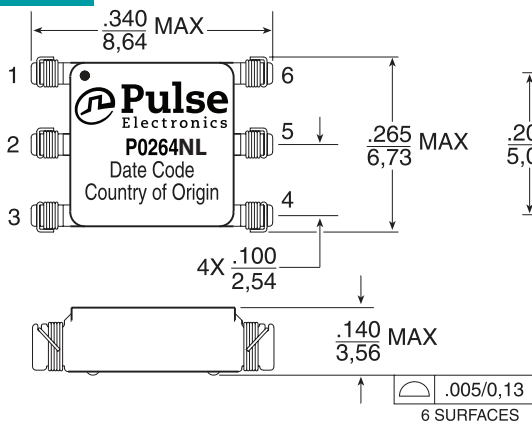 .340
8,64 MAX
1
6
Pulse
Electronics
P0264NL
Date Code
Country of Origin
2
5
3
4
.265
6,73 MAX
4X .100
2,54
.140
3,56 MAX
.005/0,13
6 SURFACES